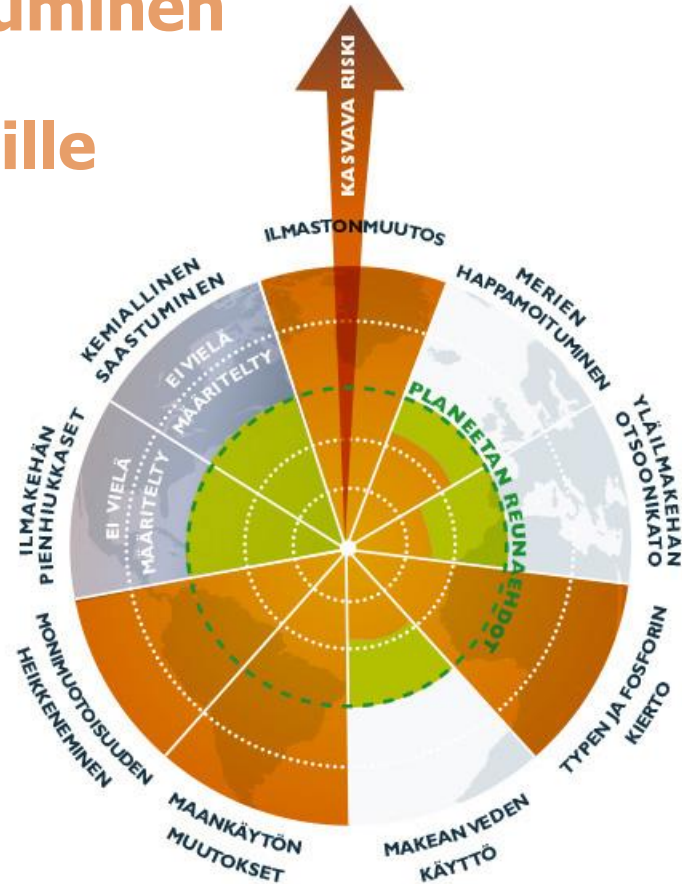 uminen
ille
KASVAVA RISKI
ILMASTONMUUTOS
MERIEN
HAPPAMOITUMINEN
YLÄILMAKEHÄN
OTSOONIKATO
TYPEN JA FOSFORIN
KIERTO
MAKEAN VEDEN
KÄYTTÖ
MAANKÄYTÖN
MUUTOKSET
MONIMUOTOISUUDEN
HEIKKENEMINEN
ILMAKEHÄN
PIENHIUKKASET
EI VIELÄ
MÄÄRITELTY
KEMIALLINEN
SAASTUMINEN
EI VIELÄ
MÄÄRITELTY
PLANEETAN REUNAEHDOT